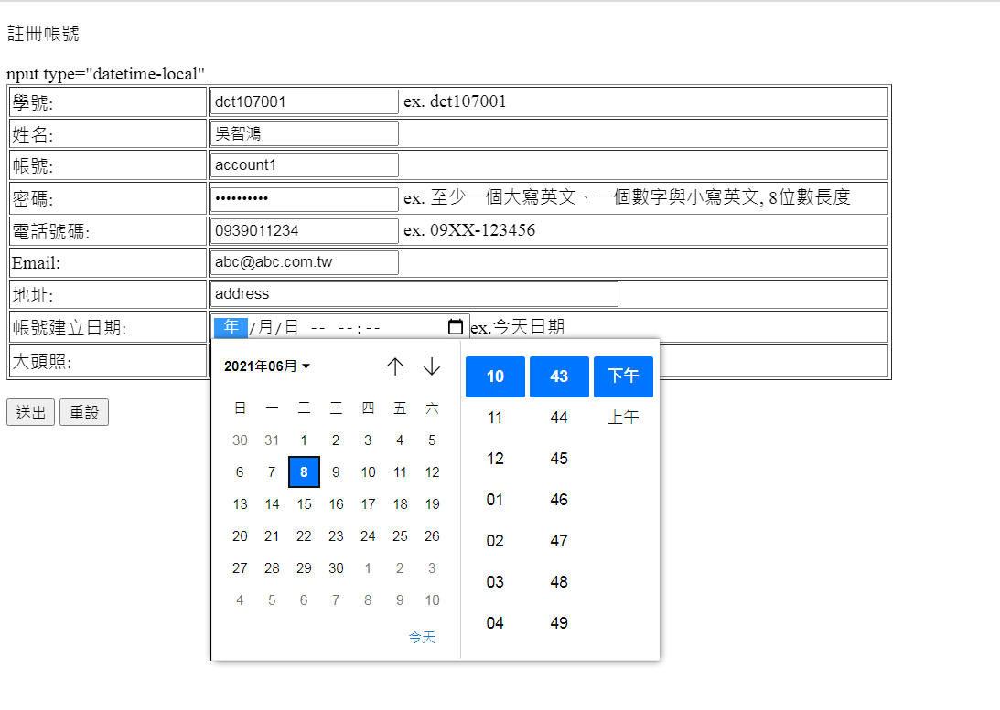 註冊帳號
nput type="datetime-local"
學號: dct107001 ex. dct107001
姓名: 吳智鴻
帳號: account1
密碼: •••••••••• ex. 至少一個大寫英文、一個數字與小寫英文, 8位數長度
電話號碼: 0939011234 ex. 09XX-123456
Email: abc@abc.com.tw
地址: address
帳號建立日期: 年/月/日 -- --:-- ex.今天日期
大頭照:
送出 重設
2021年06月
日 一 二 三 四 五 六
30 31 1 2 3 4 5
6 7 8 9 10 11 12
13 14 15 16 17 18 19
20 21 22 23 24 25 26
27 28 29 30 1 2 3
4 5 6 7 8 9 10
今天
10 43 下午
11 44 上午
12 45
01 46
02 47
03 48
04 49